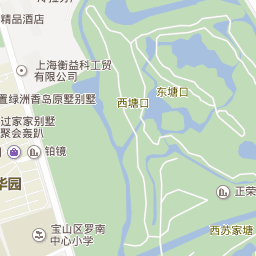 精品酒店
上海衡益科工贸
有限公司
东塘口
西塘口
置绿洲香岛原墅别墅
过家家别墅
聚会轰趴
铂镜
华园
正荣
宝山区罗南
中心小学
西苏家塘